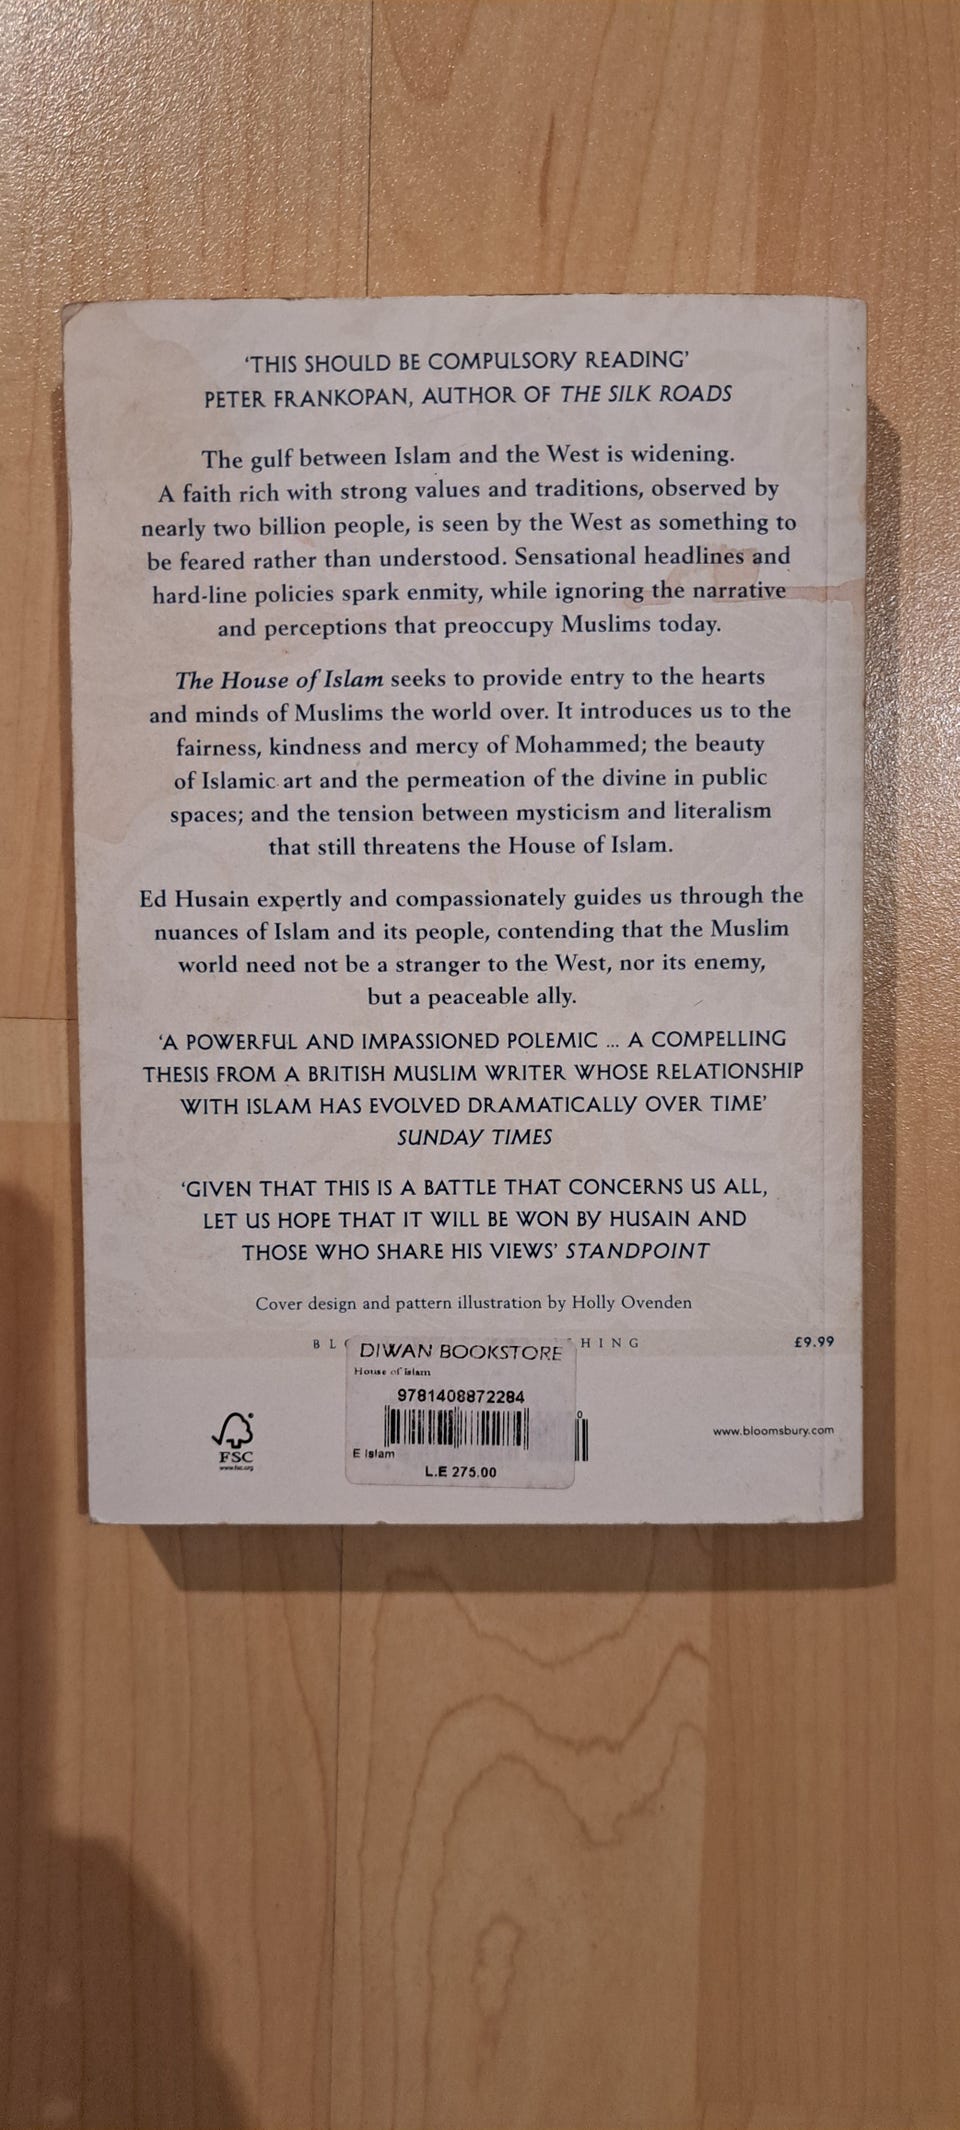 ‘THIS SHOULD BE COMPULSORY READING’
PETER FRANKOPAN, AUTHOR OF THE SILK ROADS
The gulf between Islam and the West is widening.
A faith rich with strong values and traditions, observed by
nearly two billion people, is seen by the West as something to
be feared rather than understood. Sensational headlines and
hard-line policies spark enmity, while ignoring the narrative
and perceptions that preoccupy Muslims today.
The House of Islam seeks to provide entry to the hearts
and minds of Muslims the world over. It introduces us to the
fairness, kindness and mercy of Mohammed; the beauty
of Islamic art and the permeation of the divine in public
spaces; and the tension between mysticism and literalism
that still threatens the House of Islam.
Ed Husain expertly and compassionately guides us through the
nuances of Islam and its people, contending that the Muslim
world need not be a stranger to the West, nor its enemy,
but a peaceable ally.
‘A POWERFUL AND IMPASSIONED POLEMIC ... A COMPELLING
THESIS FROM A BRITISH MUSLIM WRITER WHOSE RELATIONSHIP
WITH ISLAM HAS EVOLVED DRAMATICALLY OVER TIME’
SUNDAY TIMES
‘GIVEN THAT THIS IS A BATTLE THAT CONCERNS US ALL,
LET US HOPE THAT IT WILL BE WON BY HUSAIN AND
THOSE WHO SHARE HIS VIEWS’ STANDPOINT
Cover design and pattern illustration by Holly Ovenden
BL HING £9.99
DIWAN BOOKSTORE
House of islam
9781408872284
0
E Islam
L.E 275.00
FSC
www.fsc.org
www.bloomsbury.com